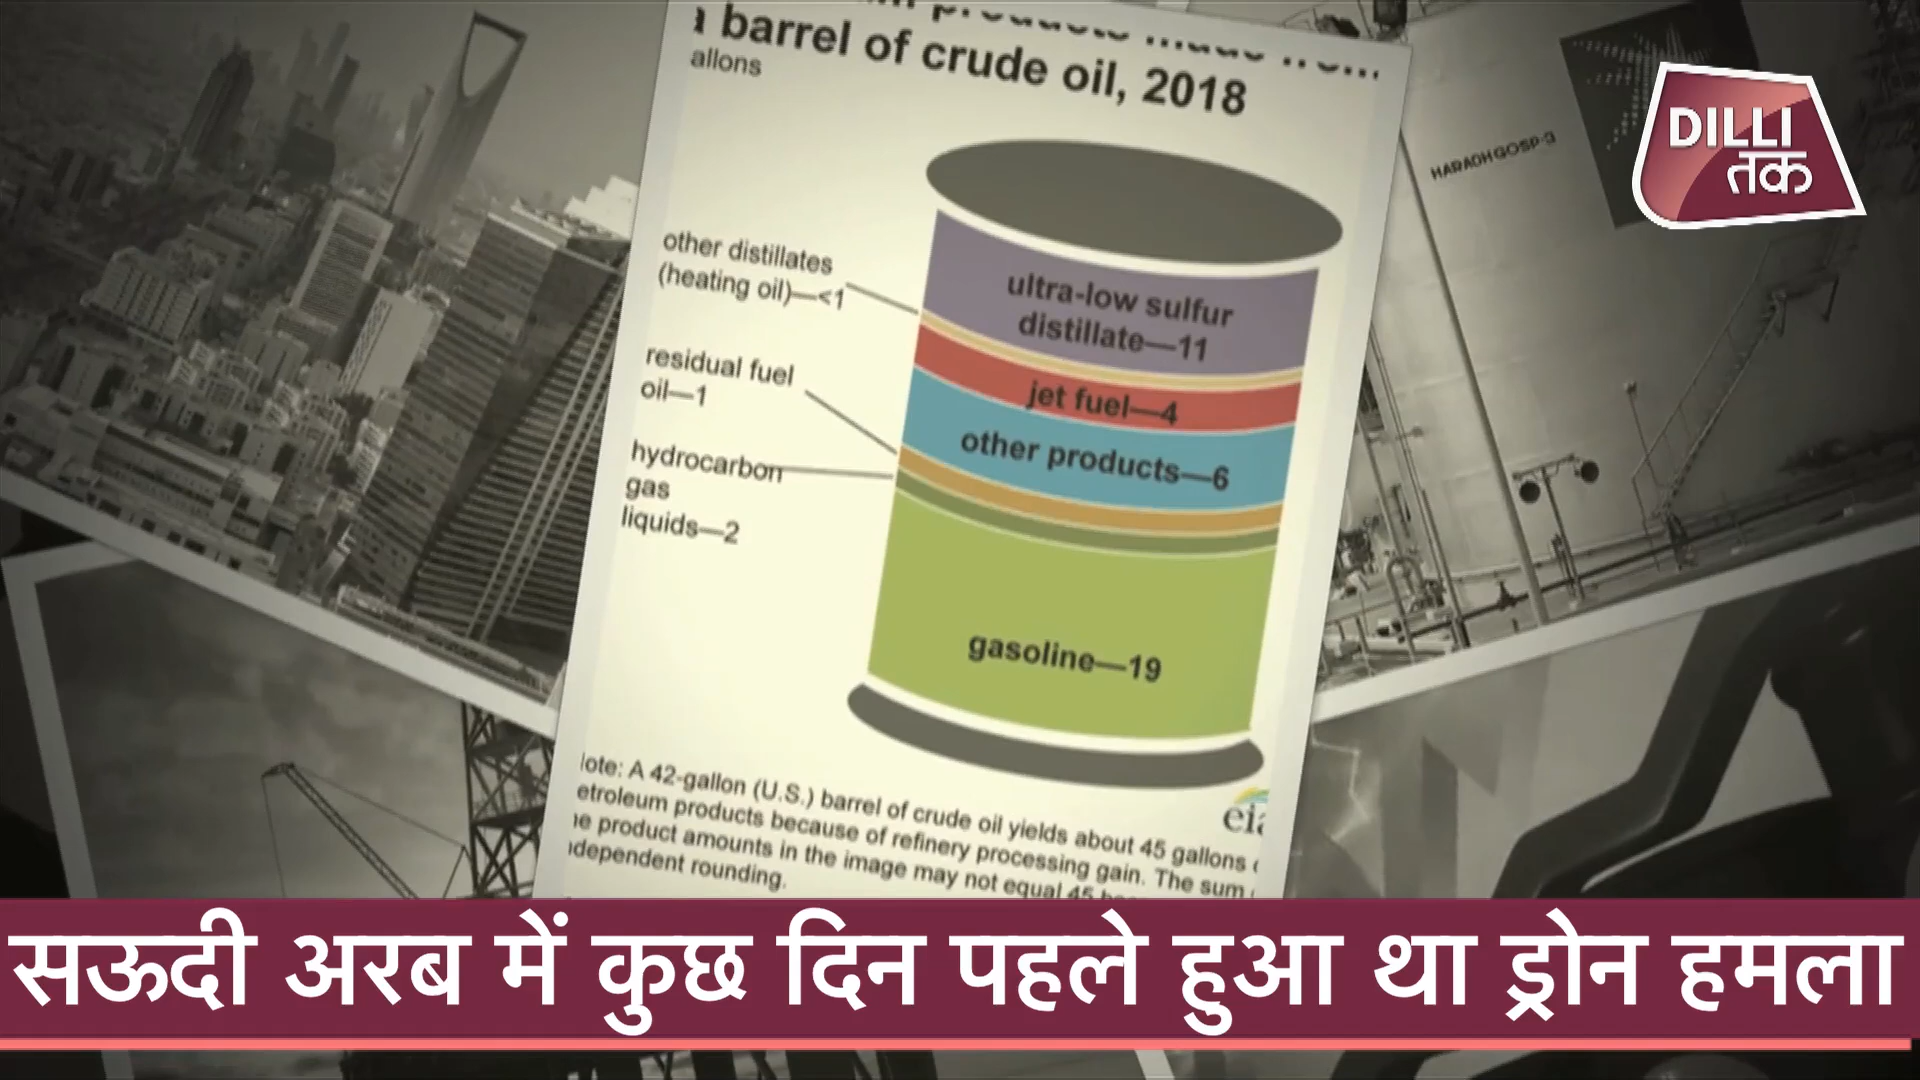 a barrel of crude oil, 2018
allons
DILLI
तक
HARADH GOSP-3
other distillates
(heating oil)—<1
ultra-low sulfur
distillate—11
residual fuel
oil—1
jet fuel—4
other products—6
hydrocarbon
gas
liquids—2
gasoline—19
lote: A 42-gallon (U.S.) barrel of crude oil yields about 45 gallons
etroleum products because of refinery processing gain. The sum
e product amounts in the image may not equal 45
dependent rounding.
eia
सऊदी अरब में कुछ दिन पहले हुआ था ड्रोन हमला